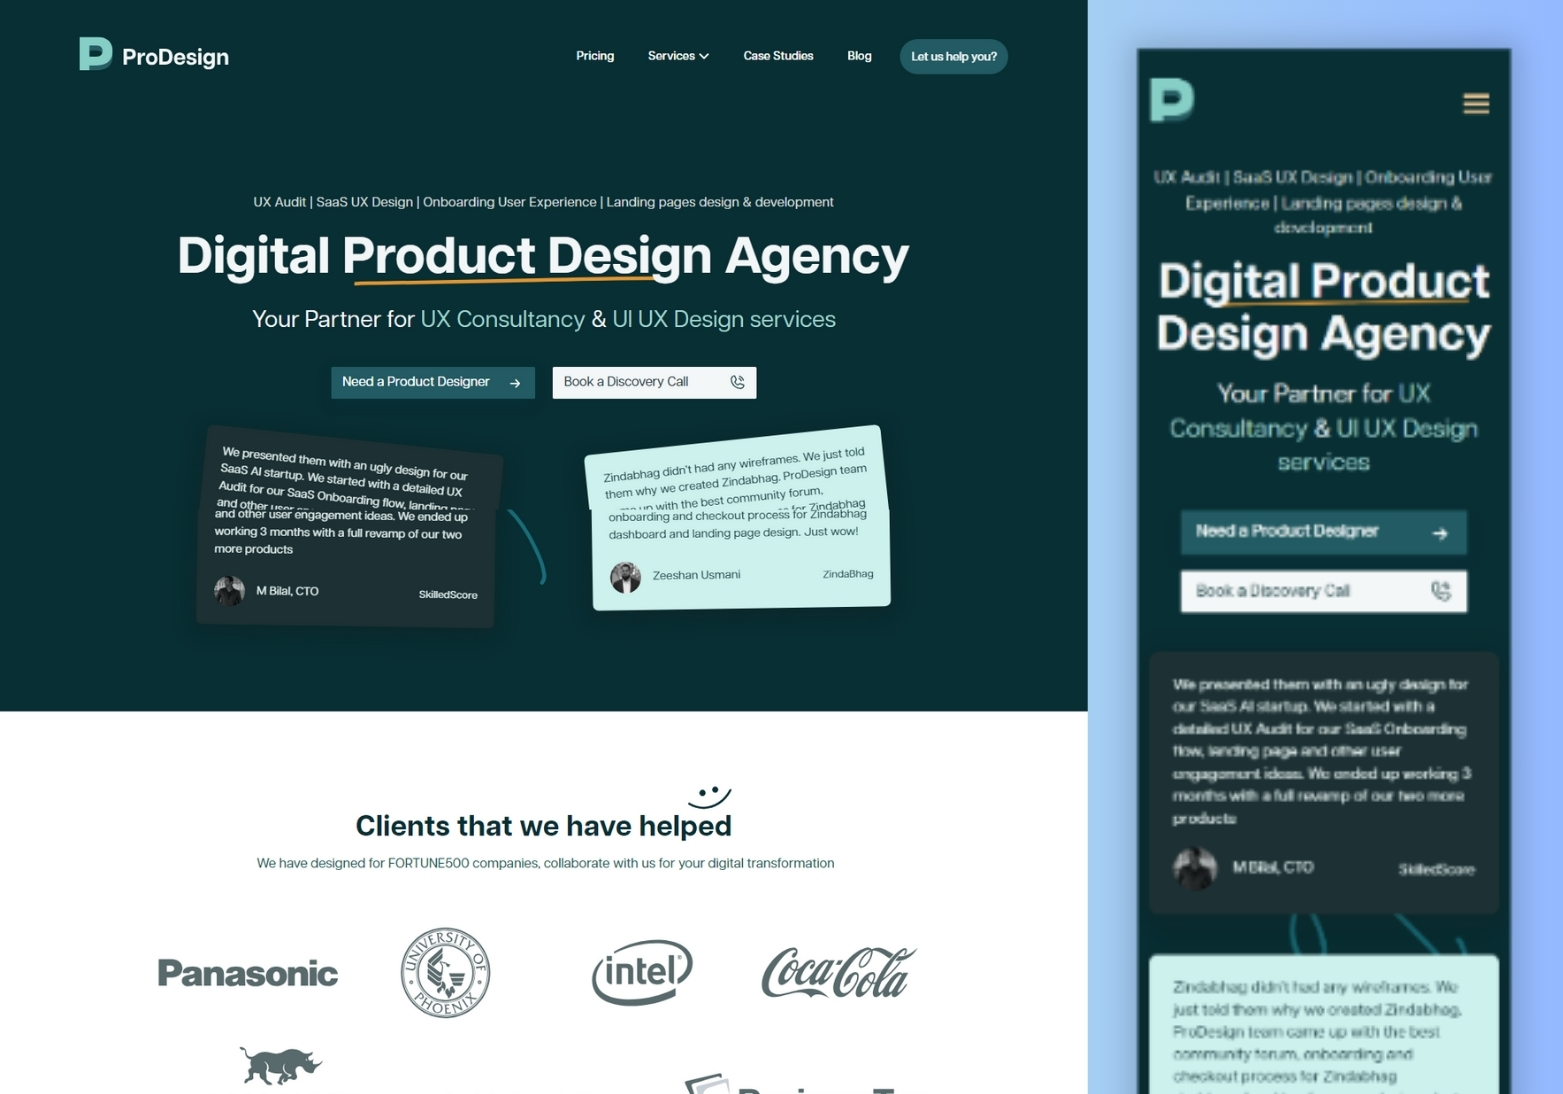 ProDesign
Pricing
Services
Case Studies
Blog
Let us help you?
UX Audit | SaaS UX Design | Onboarding User Experience | Landing pages design & development
Digital Product Design Agency
Your Partner for UX Consultancy & UI UX Design services
Need a Product Designer
Book a Discovery Call
We presented them with an ugly design for our
SaaS AI startup. We started with a detailed UX
Audit for our SaaS Onboarding flow, landing
and other user
and other user engagement ideas. We ended up
working 3 months with a full revamp of our two
more products
M Bilal, CTO
SkilledScore
Zindabhag didn't had any wireframes. We just told
them why we created Zindabhag. ProDesign team
up with the best community forum,
for Zindabhag
onboarding and checkout process for Zindabhag
dashboard and landing page design. Just wow!
Zeeshan Usmani
ZindaBhag
Clients that we have helped
We have designed for FORTUNE500 companies, collaborate with us for your digital transformation
Panasonic
UNIVERSITY OF
PHOENIX
intel
Coca-Cola
UX Audit | SaaS UX Design | Onboarding User
Experience | Landing pages design &
development
Digital Product
Design Agency
Your Partner for UX
Consultancy & UI UX Design
services
Need a Product Designer
Book a Discovery Call
We presented them with an ugly design for
our SaaS AI startup. We started with a
detailed UX Audit for our SaaS Onboarding
flow, landing page and other user
engagement ideas. We ended up working 3
months with a full revamp of our two more
products
M Bilal, CTO
SkilledScore
Zindabhag didn't had any wireframes. We
just told them why we created Zindabhag.
ProDesign team came up with the best
community forum, onboarding and
checkout process for Zindabhag